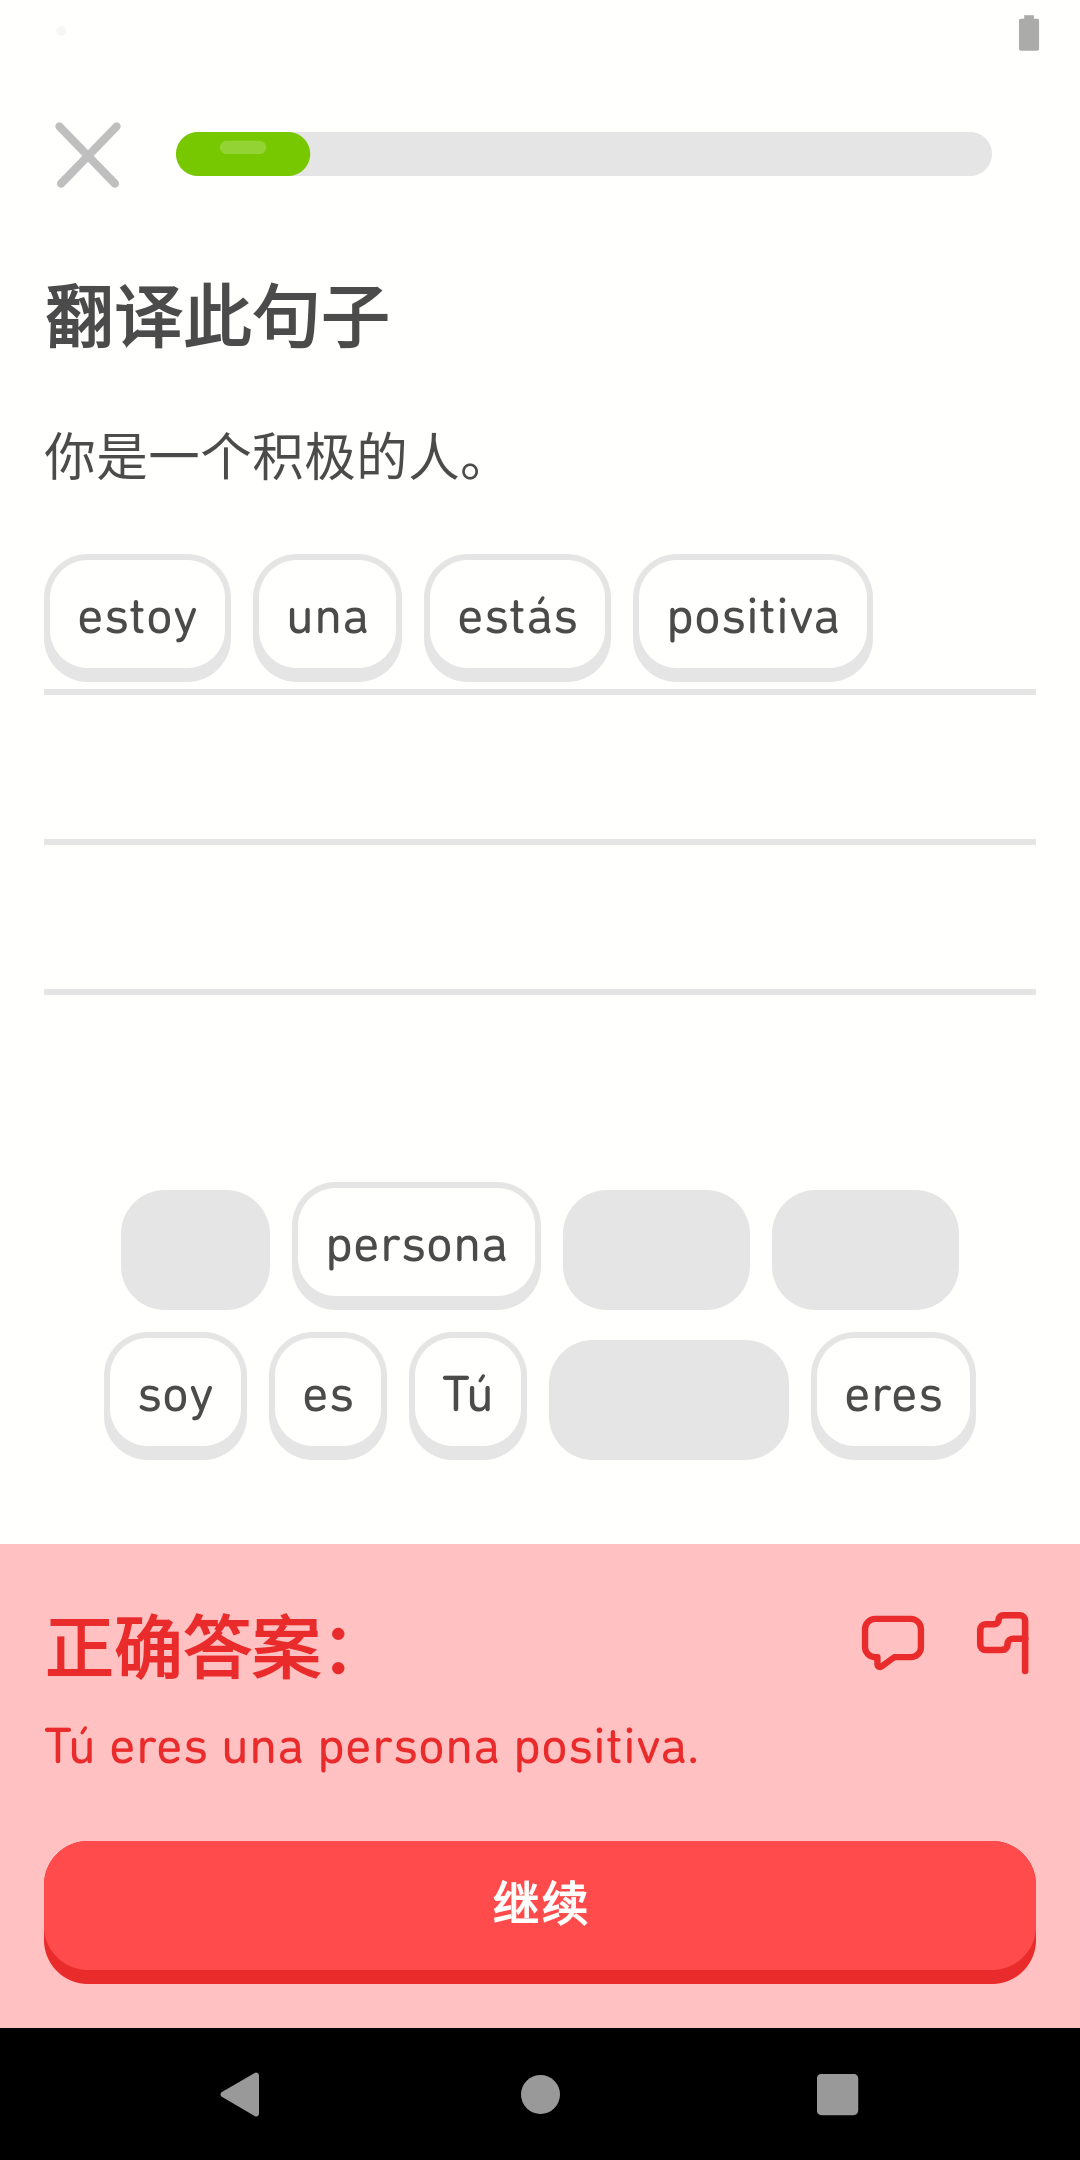 翻译此句子
你是一个积极的人。
estoy una estás positiva
persona
soy es Tú eres
正确答案：
Tú eres una persona positiva.
继续